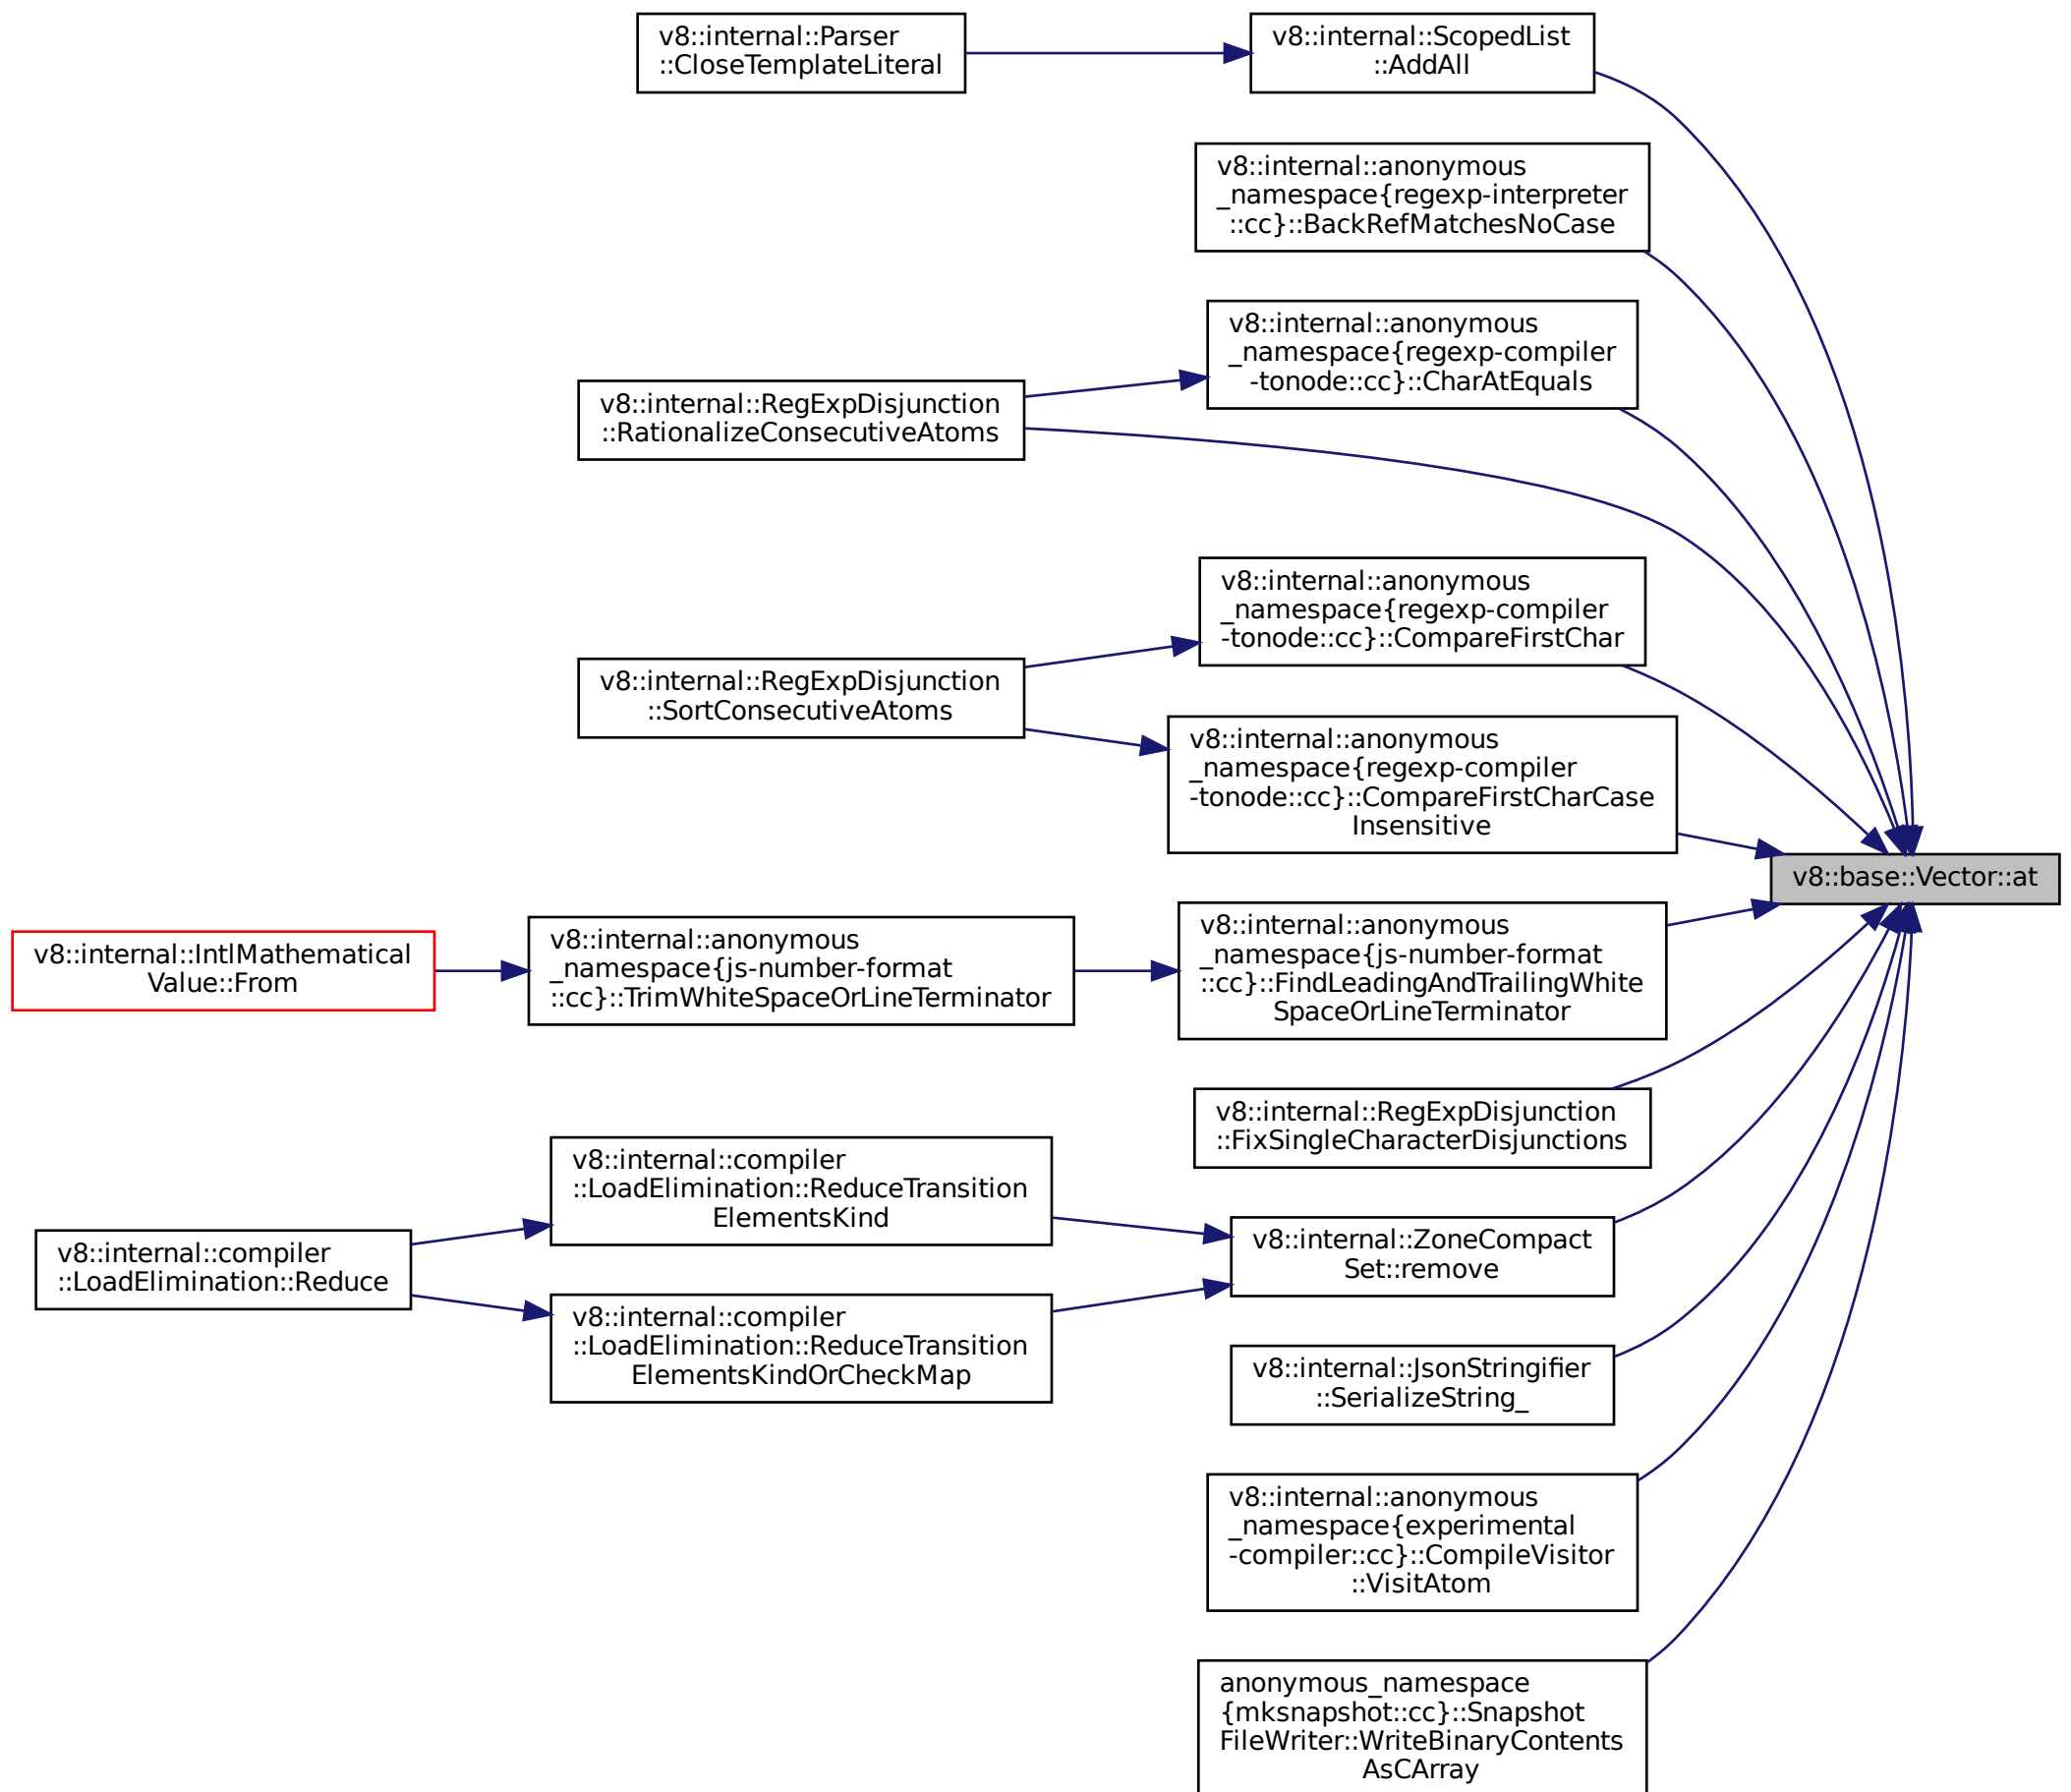 v8::internal::Parser
::CloseTemplateLiteral
v8::internal::ScopedList
::AddAll
v8::internal::anonymous
_namespace{regexp-interpreter
::cc}::BackRefMatchesNoCase
v8::internal::anonymous
_namespace{regexp-compiler
-tonode::cc}::CharAtEquals
v8::internal::RegExpDisjunction
::RationalizeConsecutiveAtoms
v8::internal::anonymous
_namespace{regexp-compiler
-tonode::cc}::CompareFirstChar
v8::internal::RegExpDisjunction
::SortConsecutiveAtoms
v8::internal::anonymous
_namespace{regexp-compiler
-tonode::cc}::CompareFirstCharCase
Insensitive
v8::base::Vector::at
v8::internal::IntlMathematical
Value::From
v8::internal::anonymous
_namespace{js-number-format
::cc}::TrimWhiteSpaceOrLineTerminator
v8::internal::anonymous
_namespace{js-number-format
::cc}::FindLeadingAndTrailingWhite
SpaceOrLineTerminator
v8::internal::RegExpDisjunction
::FixSingleCharacterDisjunctions
v8::internal::compiler
::LoadElimination::ReduceTransition
ElementsKind
v8::internal::compiler
::LoadElimination::Reduce
v8::internal::ZoneCompact
Set::remove
v8::internal::compiler
::LoadElimination::ReduceTransition
ElementsKindOrCheckMap
v8::internal::JsonStringifier
::SerializeString_
v8::internal::anonymous
_namespace{experimental
-compiler::cc}::CompileVisitor
::VisitAtom
anonymous_namespace
{mksnapshot::cc}::Snapshot
FileWriter::WriteBinaryContents
AsCArray